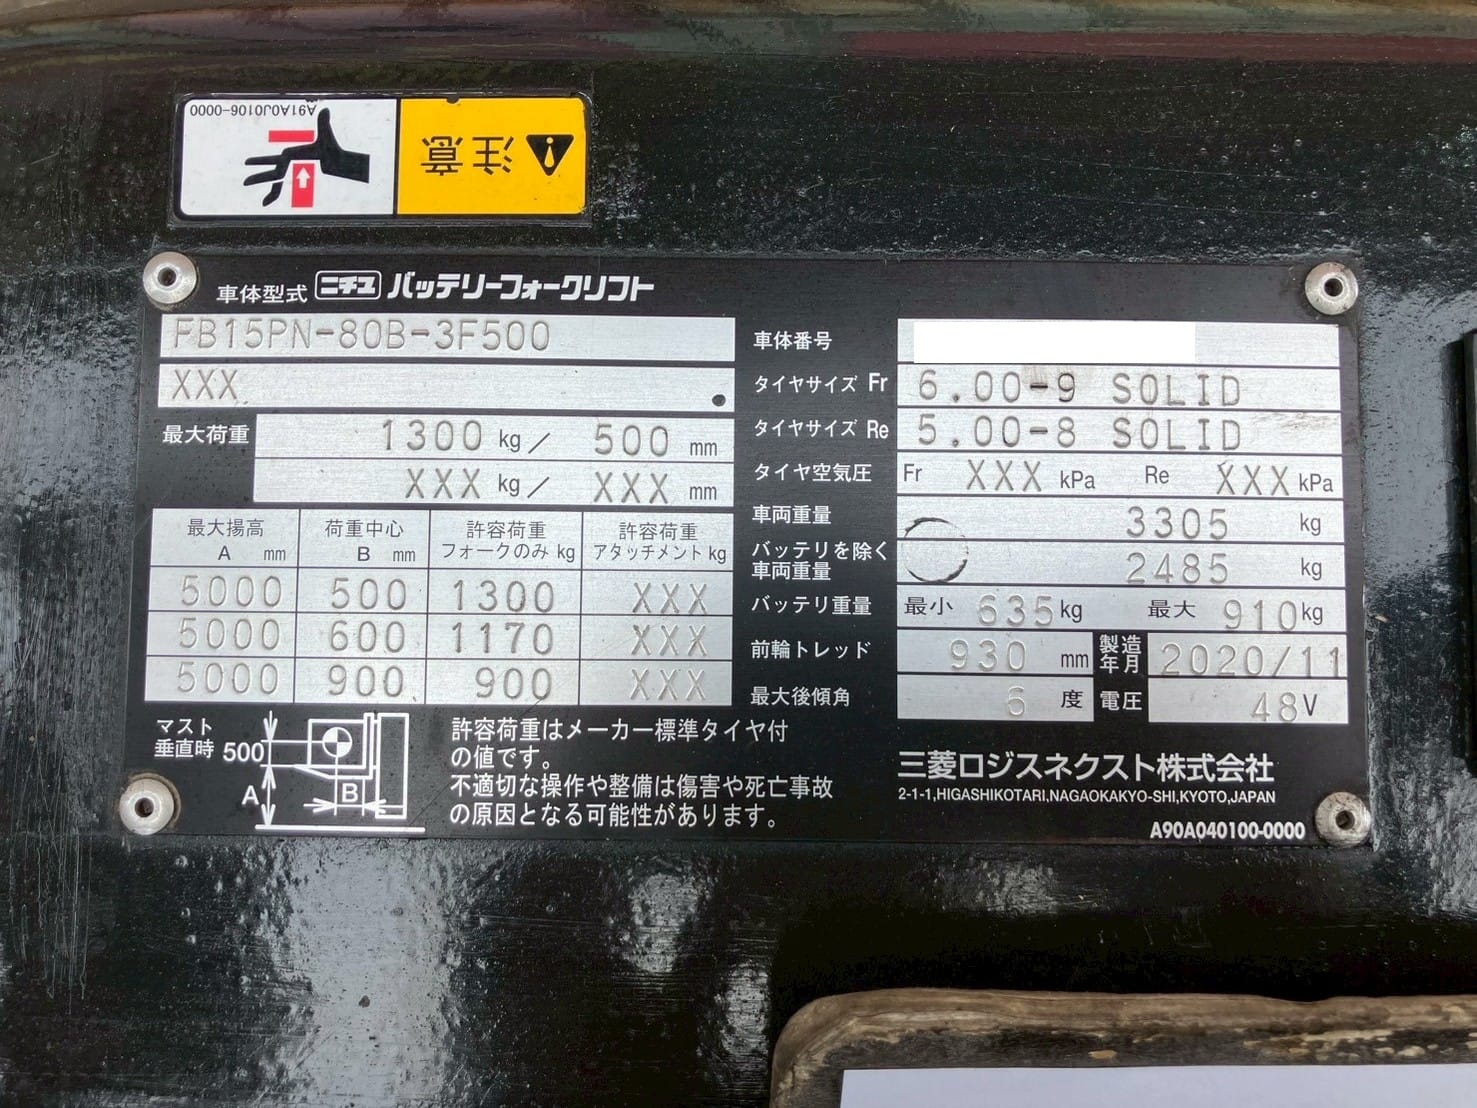 A91A0J0106-0000
注意
車体型式 ニチユ バッテリーフォークリフト
FB15PN-80B-3F500
XXX
最大荷重 1300 kg／ 500 mm
XXX kg／ XXX mm
最大揚高 A mm 荷重中心 B mm 許容荷重 フォークのみ kg 許容荷重 アタッチメント kg
5000 500 1300 XXX
5000 600 1170 XXX
5000 900 900 XXX
マスト
垂直時 500
A
B
許容荷重はメーカー標準タイヤ付
の値です。
不適切な操作や整備は傷害や死亡事故
の原因となる可能性があります。
車体番号
タイヤサイズ Fr 6.00-9 SOLID
タイヤサイズ Re 5.00-8 SOLID
タイヤ空気圧 Fr XXX kPa Re XXX kPa
車両重量 3305 kg
バッテリを除く
車両重量 2485 kg
バッテリ重量 最小 635 kg 最大 910 kg
前輪トレッド 930 mm 製造年月 2020/11
最大後傾角 6 度 電圧 48 V
三菱ロジスネクスト株式会社
2-1-1,HIGASHIKOTARI,NAGAOKAKYO-SHI,KYOTO,JAPAN
A90A040100-0000